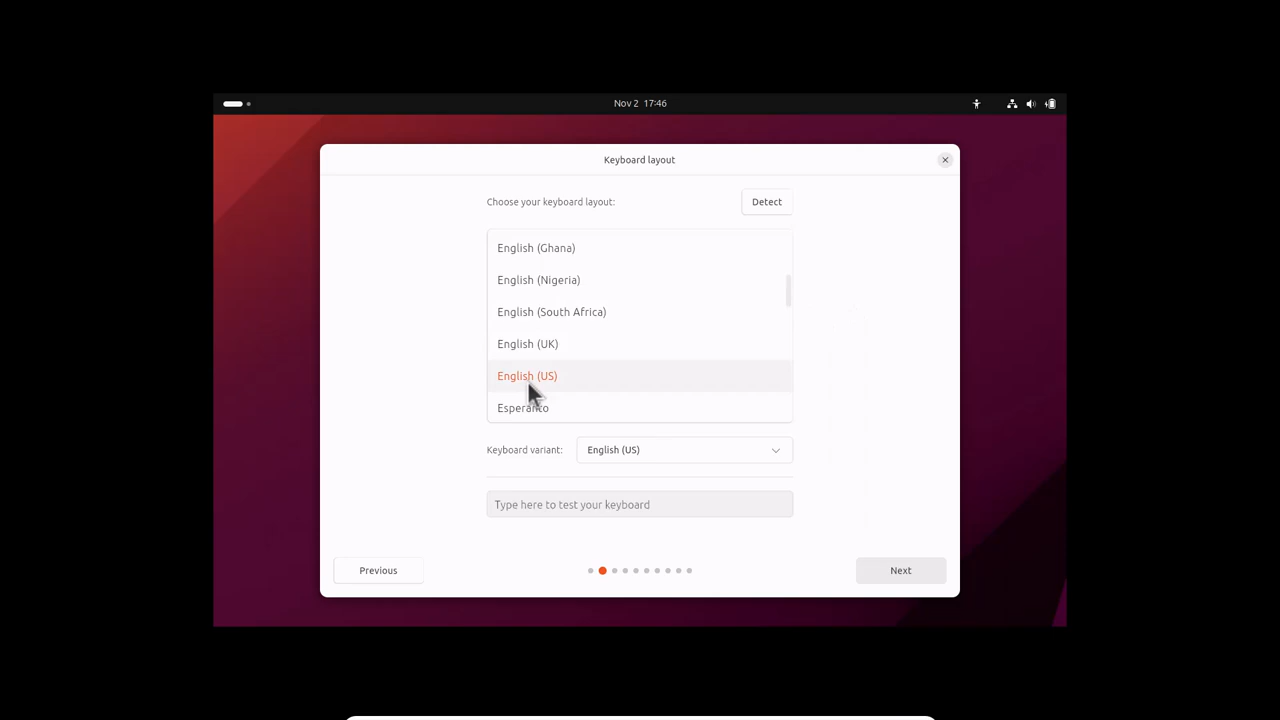 Nov 2 17:46
Keyboard layout
Choose your keyboard layout:
Detect
English (Ghana)
English (Nigeria)
English (South Africa)
English (UK)
English (US)
Esperanto
Keyboard variant:
English (US)
Type here to test your keyboard
Previous
Next